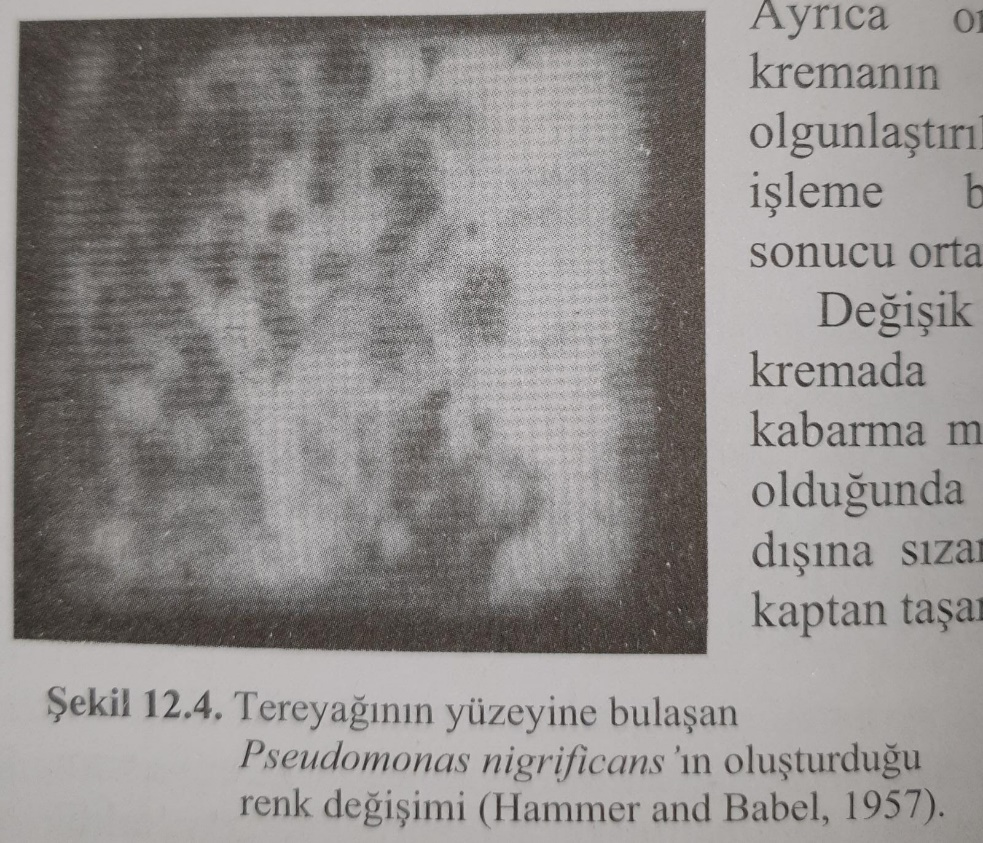 Ayrıca
kremanın
işleme
sonucu
Değişik
kremada
kabarma
olduğunda
dışına
kaptan
Şekil 12.4. Tereyağının yüzeyine bulaşan
Pseudomonas nigrificans 'ın oluşturduğu
renk değişimi (Hammer and Babel, 1957).